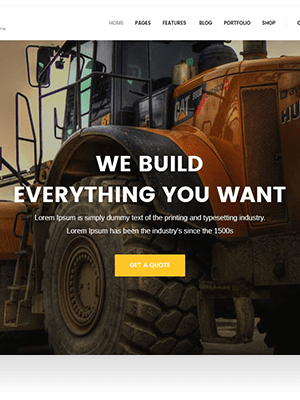 HOME PAGES FEATURES BLOG PORTFOLIO SHOP
CAT
61
WE BUILD
EVERYTHING YOU WANT
Lorem Ipsum is simply dummy text of the printing and typesetting industry.
Lorem Ipsum has been the industry's since the 1500s
GET A QUOTE